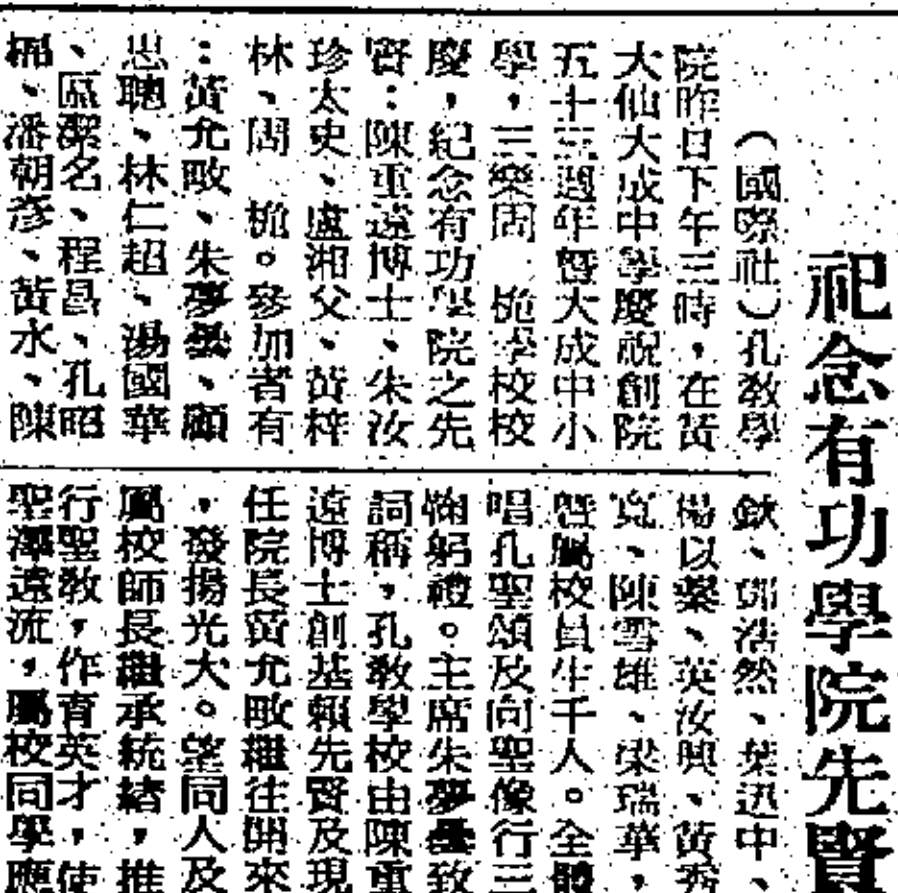 祀念有功學院先賢
（國際社）孔教學
院昨日下午三時，在黃
大仙大成中學慶祝創院
五十三週年暨大成中小
學，三樂周 桅學校校
慶，紀念有功學院之先
賢：陳重遠博士、朱汝
珍太史、盧湘父、黃梓
林、周 桅。參加者有
：黃允畋、朱夢曇、顧
思聰、林仁超、湯國華
、區潔名、程昌、孔昭
、潘朝彥、黃水、陳
、鄧浩然、葉迅中、
楊以、英汝興、黃秀
寬、陳雪雄、梁瑞華，
暨屬校員生千人。全體
唱孔聖頌及向聖像行三
鞠躬禮。主席朱夢曇致
詞稱，孔教學校由陳重
遠博士創基賴先賢及現
任院長黃允畋繼往開來
，發揚光大。望同人及
屬校師長繼承統緒，推
行聖教，作育英才，使
聖澤遠流，屬校同學應